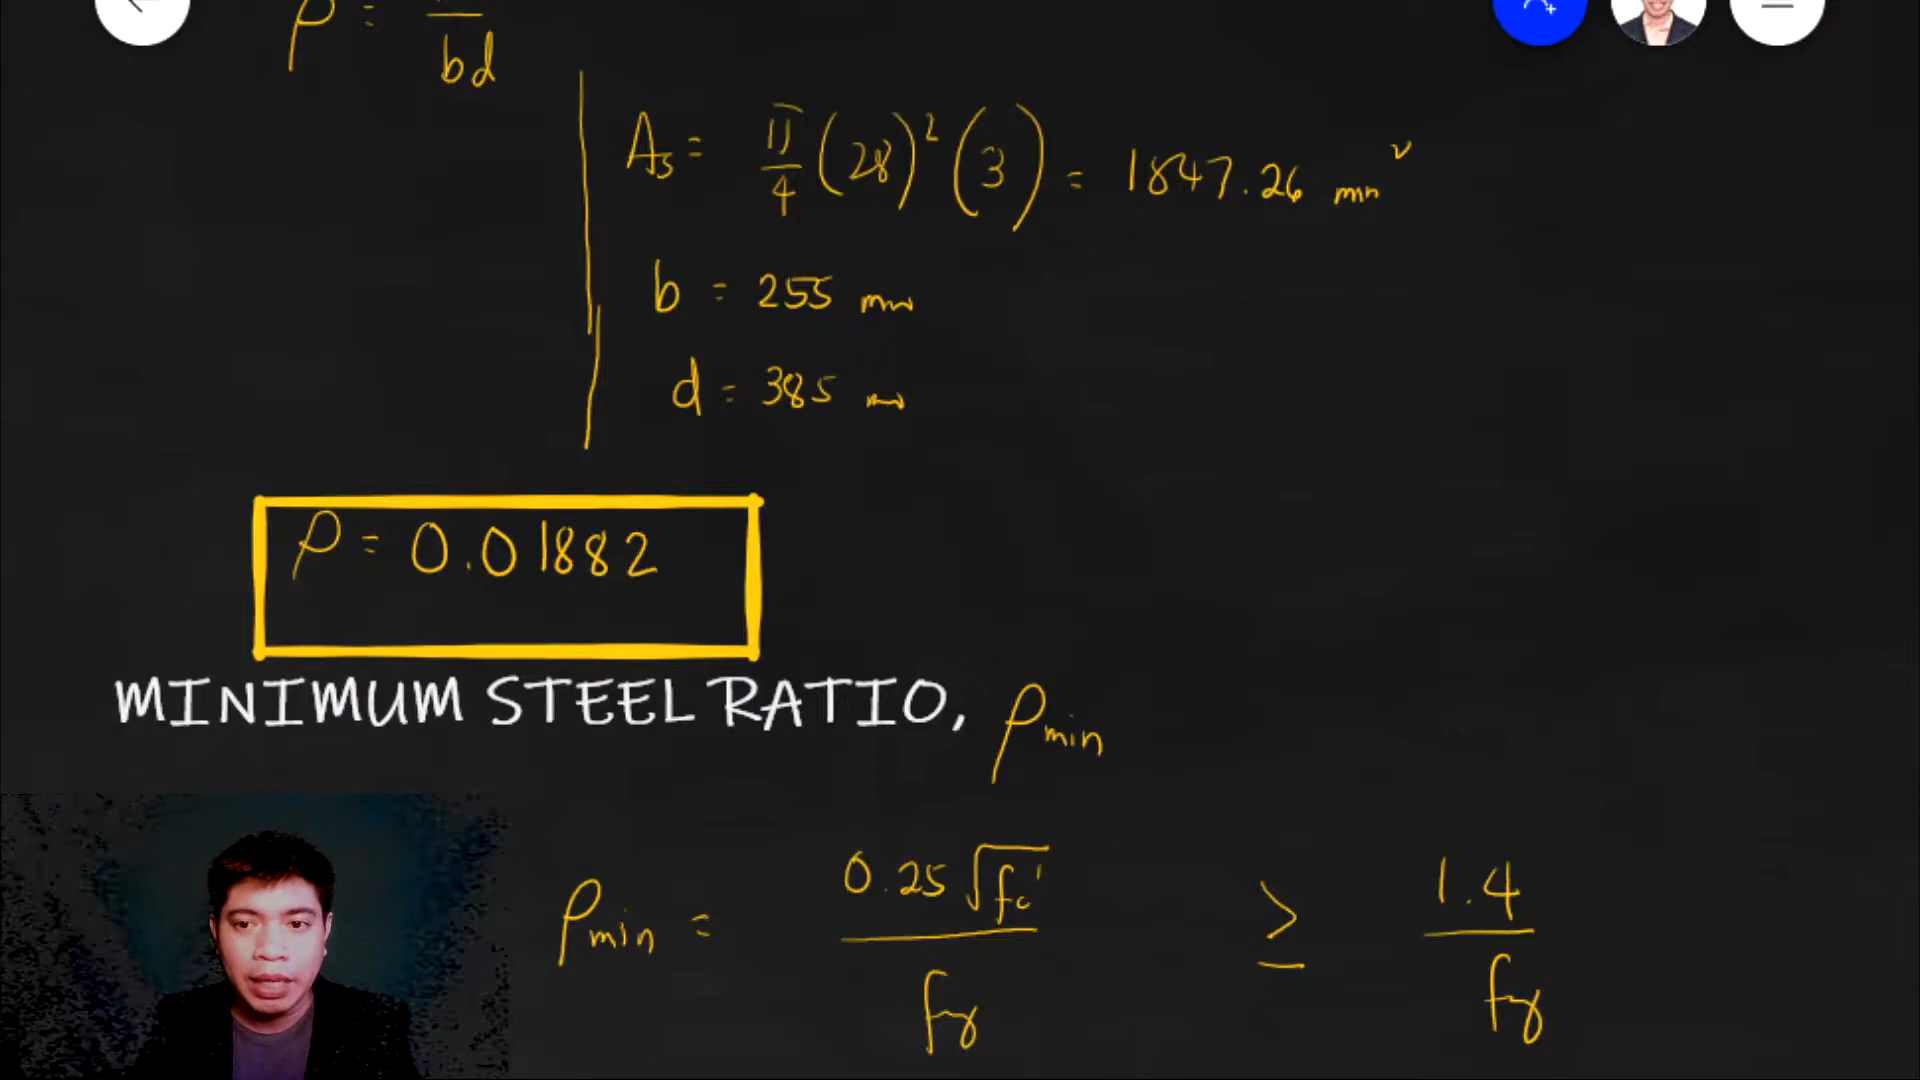 ρ = bd
As = π/4 (28)² (3) = 1847.26 mm²
b = 255 mm
d = 385 mm
ρ = 0.01882
MINIMUM STEEL RATIO, ρmin
ρmin = 0.25 √fc' / fy ≥ 1.4 / fy